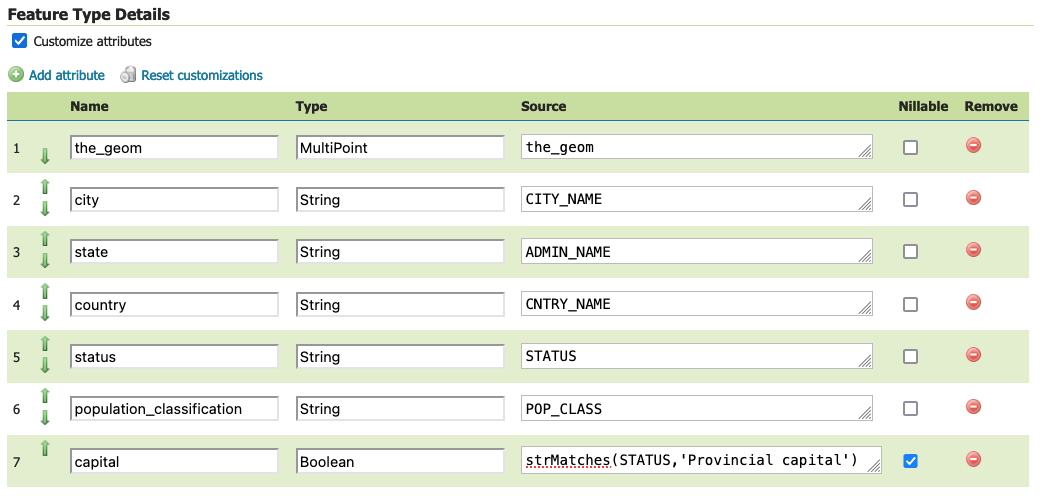 Feature Type Details
Customize attributes
Add attribute Reset customizations
Name Type Source Nillable Remove
1 the_geom MultiPoint the_geom
2 city String CITY_NAME
3 state String ADMIN_NAME
4 country String CNTRY_NAME
5 status String STATUS
6 population_classification String POP_CLASS
7 capital Boolean strMatches(STATUS,'Provincial capital')